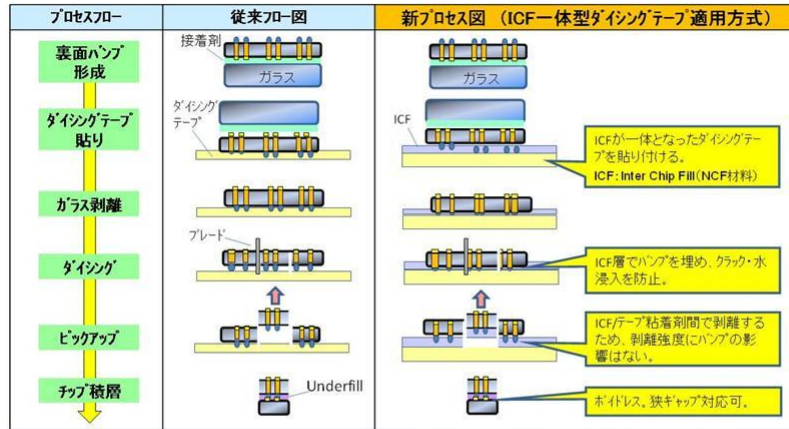 プロセスフロー
従来フロー図
新プロセス図 (ICF一体型ダイシングテープ適用方式)
裏面バンプ
形成
接着剤
ガラス
ガラス
ダイシングテープ
貼り
ダイシング
テープ
ICF
ICFが一体となったダイシングテー
プを貼り付ける。
ICF: Inter Chip Fill(NCF材料)
ガラス剥離
ダイシング
ブレード
ICF層でバンプを埋め、クラック・水
浸入を防止。
ピックアップ
ICF/テープ粘着剤間で剥離する
ため、剥離強度にバンプの影
響はない。
チップ積層
Underfill
ボイドレス。狭ギャップ対応可。